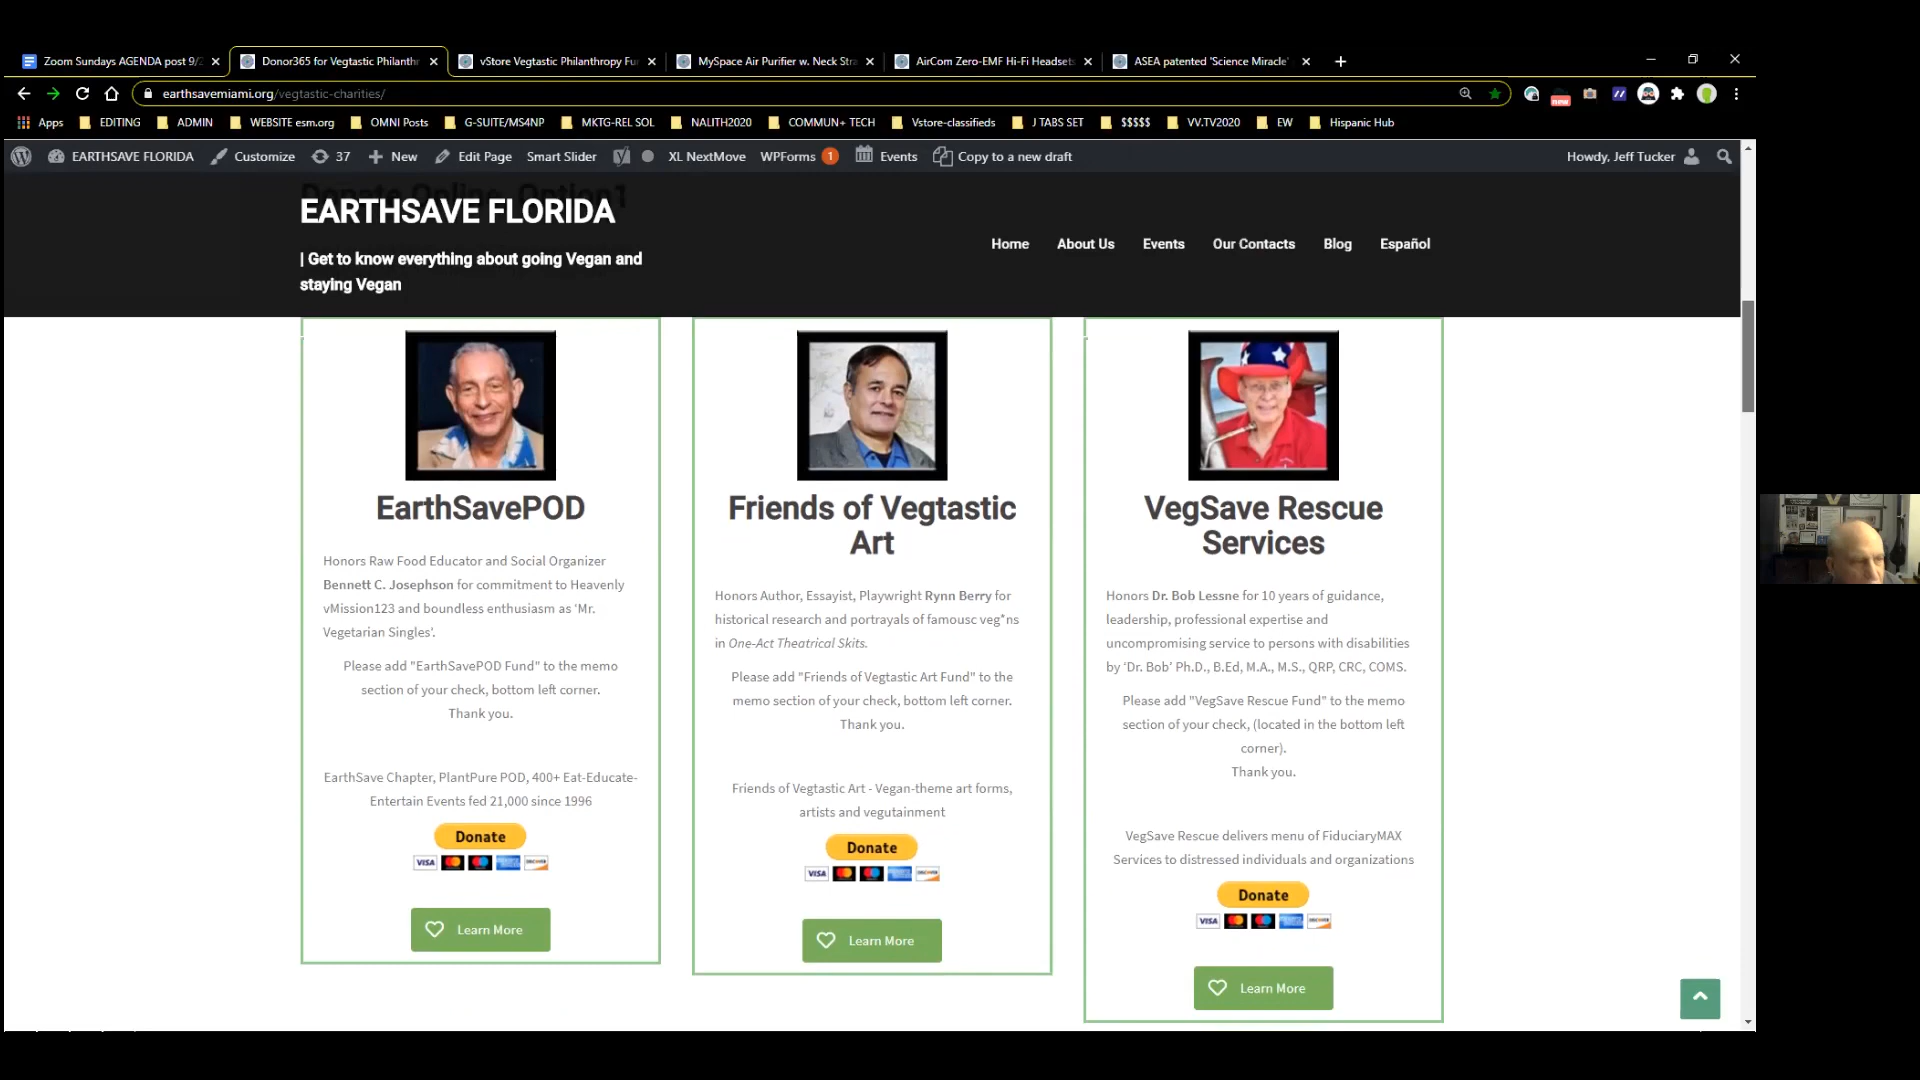 Zoom Sundays AGENDA post 9/2
Donor365 for Vegtastic Philanthr
vStore Vegtastic Philanthropy Fu
MySpace Air Purifier w. Neck Stra
AirCom Zero-EMF Hi-Fi Headsets
ASEA patented 'Science Miracle'
earthsavemiami.org/vegtastic-charities/
new
Apps
EDITING
ADMIN
WEBSITE esm.org
OMNI Posts
G-SUITE/MS4NP
MKTG-REL SOL
NALITH2020
COMMUN+ TECH
Vstore-classifieds
J TABS SET
$$$$$
VV.TV2020
EW
Hispanic Hub
EARTHSAVE FLORIDA
Customize
37
New
Edit Page
Smart Slider
XL NextMove
WPForms 1
Events
Copy to a new draft
Howdy, Jeff Tucker
Donate Online, Option1
EARTHSAVE FLORIDA
| Get to know everything about going Vegan and
staying Vegan
Home
About Us
Events
Our Contacts
Blog
Español
EarthSavePOD
Honors Raw Food Educator and Social Organizer
Bennett C. Josephson for commitment to Heavenly
vMission123 and boundless enthusiasm as ‘Mr.
Vegetarian Singles’.
Please add "EarthSavePOD Fund" to the memo
section of your check, bottom left corner.
Thank you.
EarthSave Chapter, PlantPure POD, 400+ Eat-Educate-
Entertain Events fed 21,000 since 1996
Donate
VISA
Learn More
Friends of Vegtastic
Art
Honors Author, Essayist, Playwright Rynn Berry for
historical research and portrayals of famousc veg*ns
in One-Act Theatrical Skits.
Please add "Friends of Vegtastic Art Fund" to the
memo section of your check, bottom left corner.
Thank you.
Friends of Vegtastic Art - Vegan-theme art forms,
artists and vegutainment
Donate
VISA
Learn More
VegSave Rescue
Services
Honors Dr. Bob Lessne for 10 years of guidance,
leadership, professional expertise and
uncompromising service to persons with disabilities
by ‘Dr. Bob’ Ph.D., B.Ed, M.A., M.S., QRP, CRC, COMS.
Please add "VegSave Rescue Fund" to the memo
section of your check, (located in the bottom left
corner).
Thank you.
VegSave Rescue delivers menu of FiduciaryMAX
Services to distressed individuals and organizations
Donate
VISA
Learn More